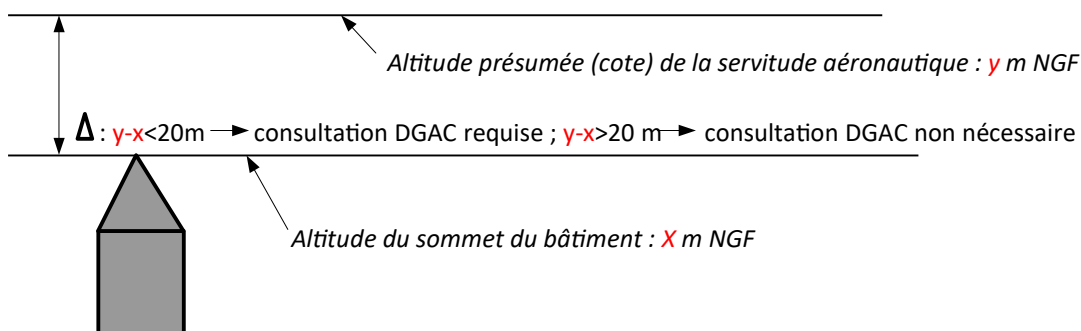 Altitude présumée (cote) de la servitude aéronautique : y m NGF
Δ : y-x<20m → consultation DGAC requise ; y-x>20 m → consultation DGAC non nécessaire
Altitude du sommet du bâtiment : X m NGF